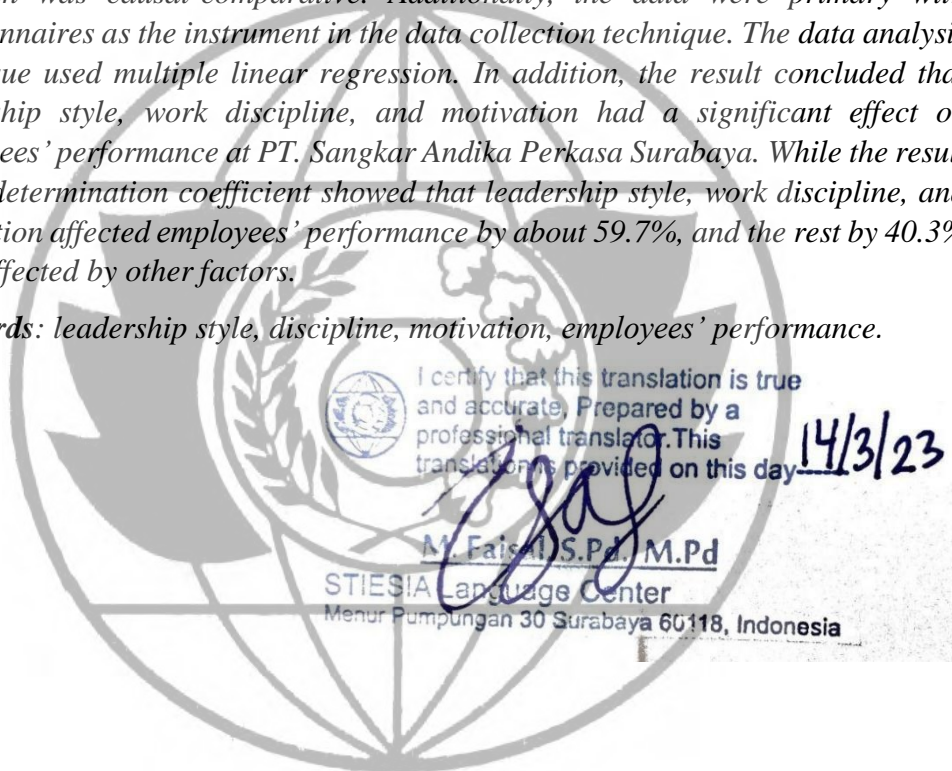 n was causal-comparative. Additionally, the data were primary with
nnaires as the instrument in the data collection technique. The data analysi
ue used multiple linear regression. In addition, the result concluded tha
hip style, work discipline, and motivation had a significant effect o
ees' performance at PT. Sangkar Andika Perkasa Surabaya. While the resul
determination coefficient showed that leadership style, work discipline, an
tion affected employees' performance by about 59.7%, and the rest by 40.3%
ffected by other factors.
rds: leadership style, discipline, motivation, employees' performance.
I certify that this translation is true
and accurate, Prepared by a
professional translator. This
translation is provided on this day 14/3/23
M. Faisal, S.Pd., M.Pd
STIESIA Language Center
Menur Pumpungan 30 Surabaya 60118, Indonesia